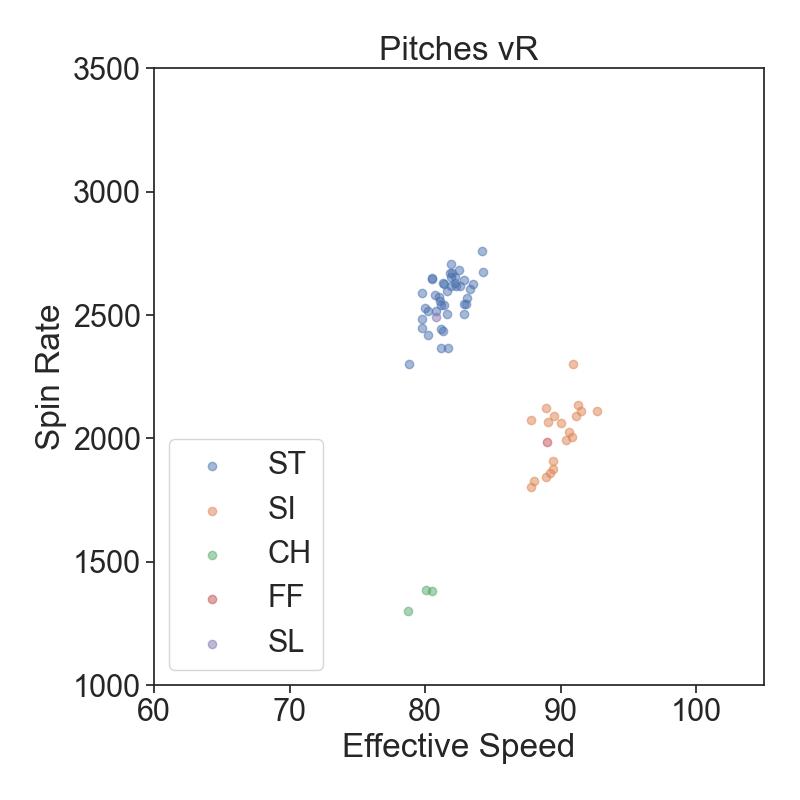 Pitches vR
3500
3000
2500
2000
1500
1000
Spin Rate
ST
SI
CH
FF
SL
60 70 80 90 100
Effective Speed